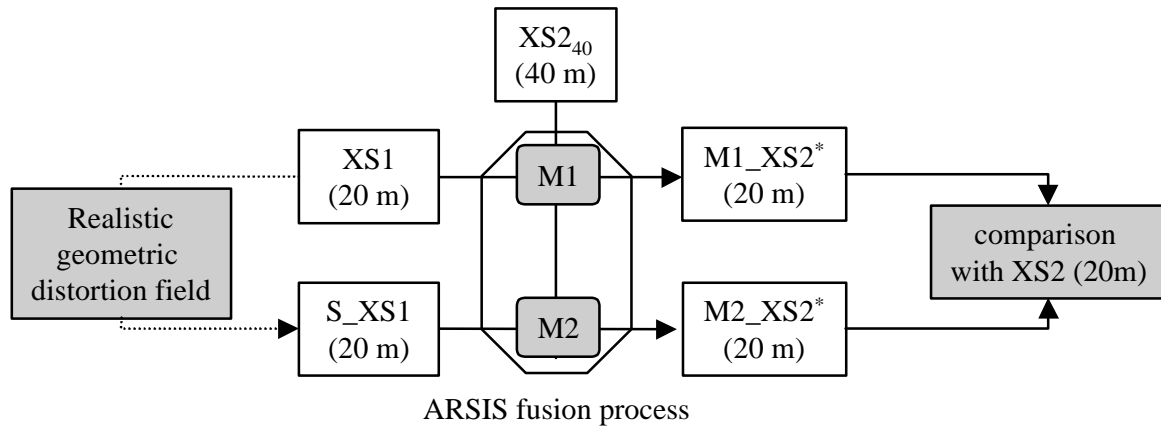 XS2₄₀
(40 m)
XS1
(20 m)
M1
M1_XS2*
(20 m)
Realistic
geometric
distortion field
comparison
with XS2 (20m)
S_XS1
(20 m)
M2
M2_XS2*
(20 m)
ARSIS fusion process